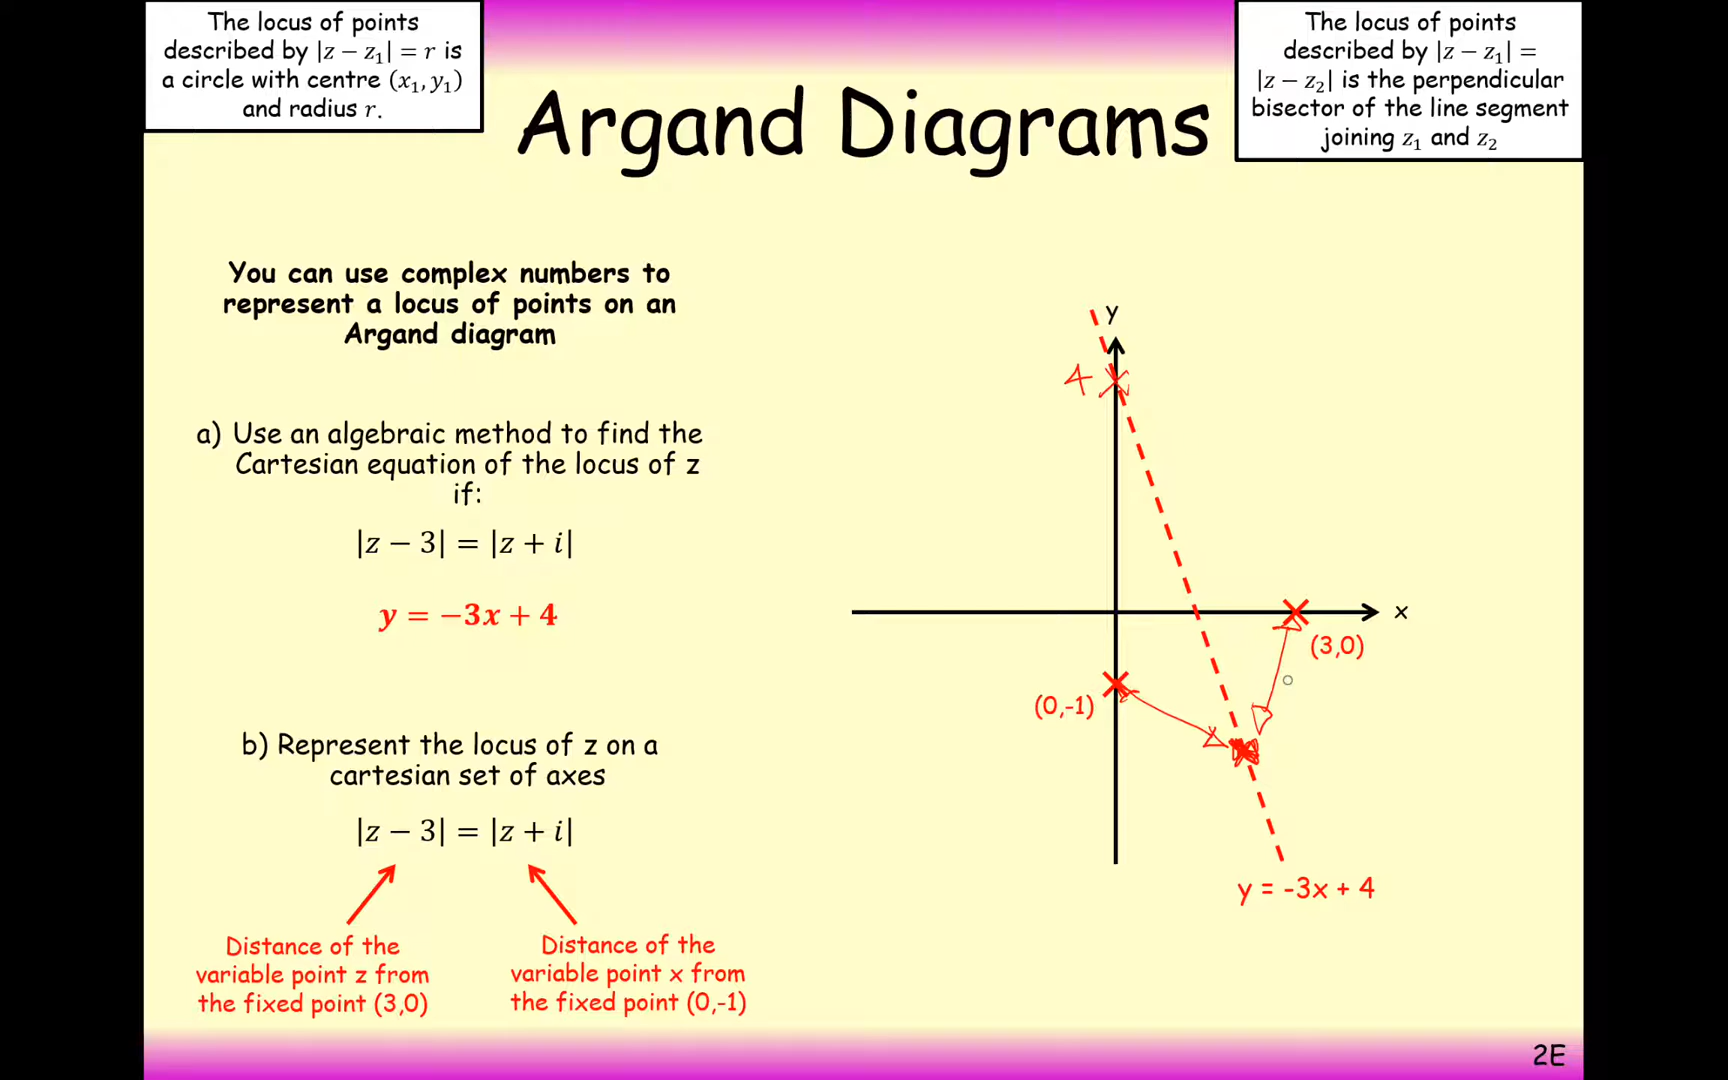 The locus of points
described by |z − z₁| = r is
a circle with centre (x₁, y₁)
and radius r.
The locus of points
described by |z − z₁| =
|z − z₂| is the perpendicular
bisector of the line segment
joining z₁ and z₂
Argand Diagrams
You can use complex numbers to
represent a locus of points on an
Argand diagram
a) Use an algebraic method to find the
Cartesian equation of the locus of z
if:
|z − 3| = |z + i|
y = −3x + 4
b) Represent the locus of z on a
cartesian set of axes
|z − 3| = |z + i|
Distance of the
variable point z from
the fixed point (3,0)
Distance of the
variable point x from
the fixed point (0,-1)
y
4
x
(3,0)
(0,-1)
y = -3x + 4
2E